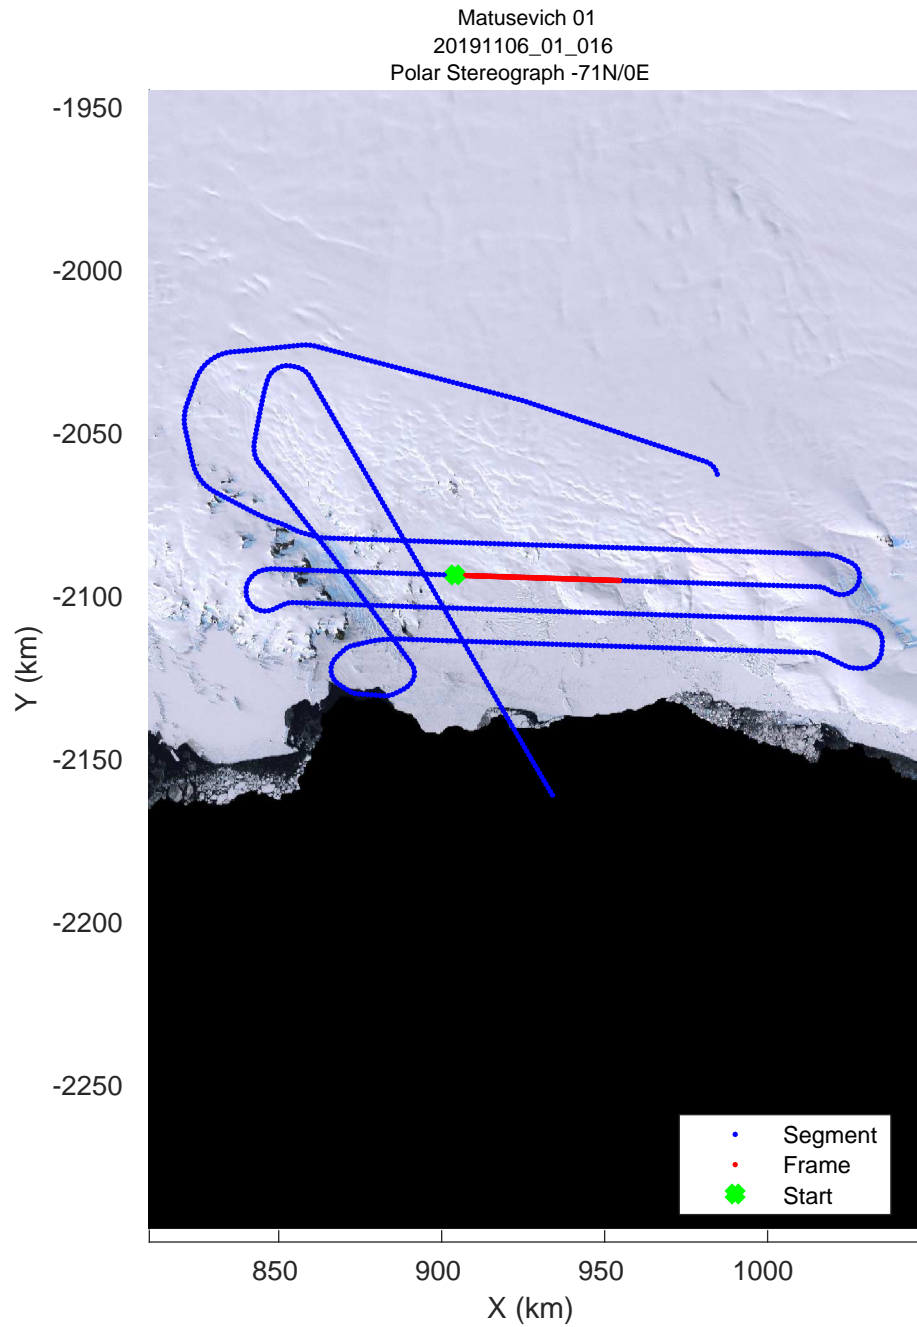 Matusevich 01
20191106_01_016
Polar Stereograph -71N/0E
-1950
-2000
-2050
-2100
-2150
-2200
-2250
Y (km)
Segment
Frame
Start
850
900
950
1000
X (km)